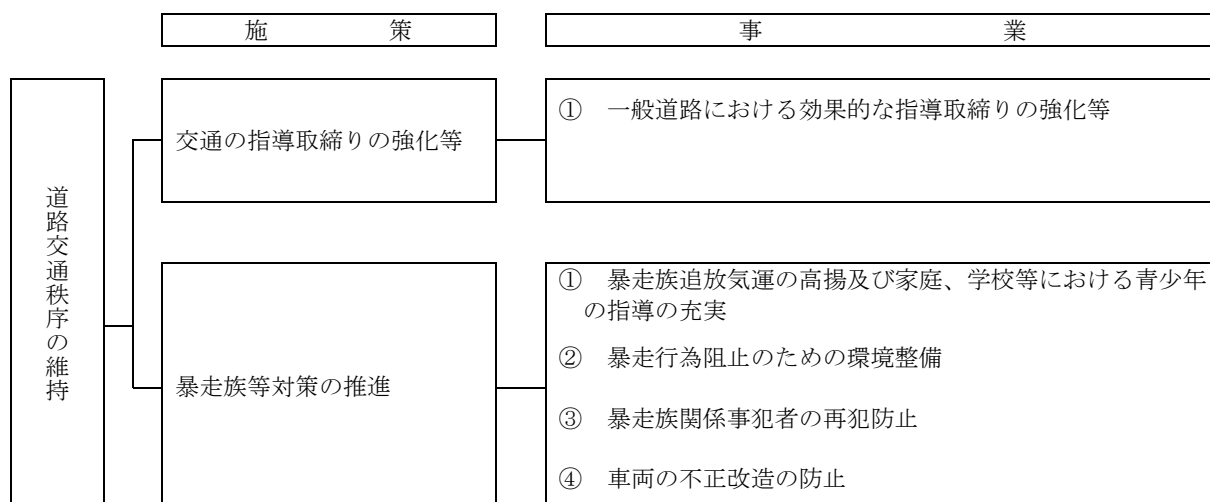 施　策
事　業
道路交通秩序の維持
交通の指導取締りの強化等
①　一般道路における効果的な指導取締りの強化等
暴走族等対策の推進
①　暴走族追放気運の高揚及び家庭、学校等における青少年
の指導の充実
②　暴走行為阻止のための環境整備
③　暴走族関係事犯者の再犯防止
④　車両の不正改造の防止